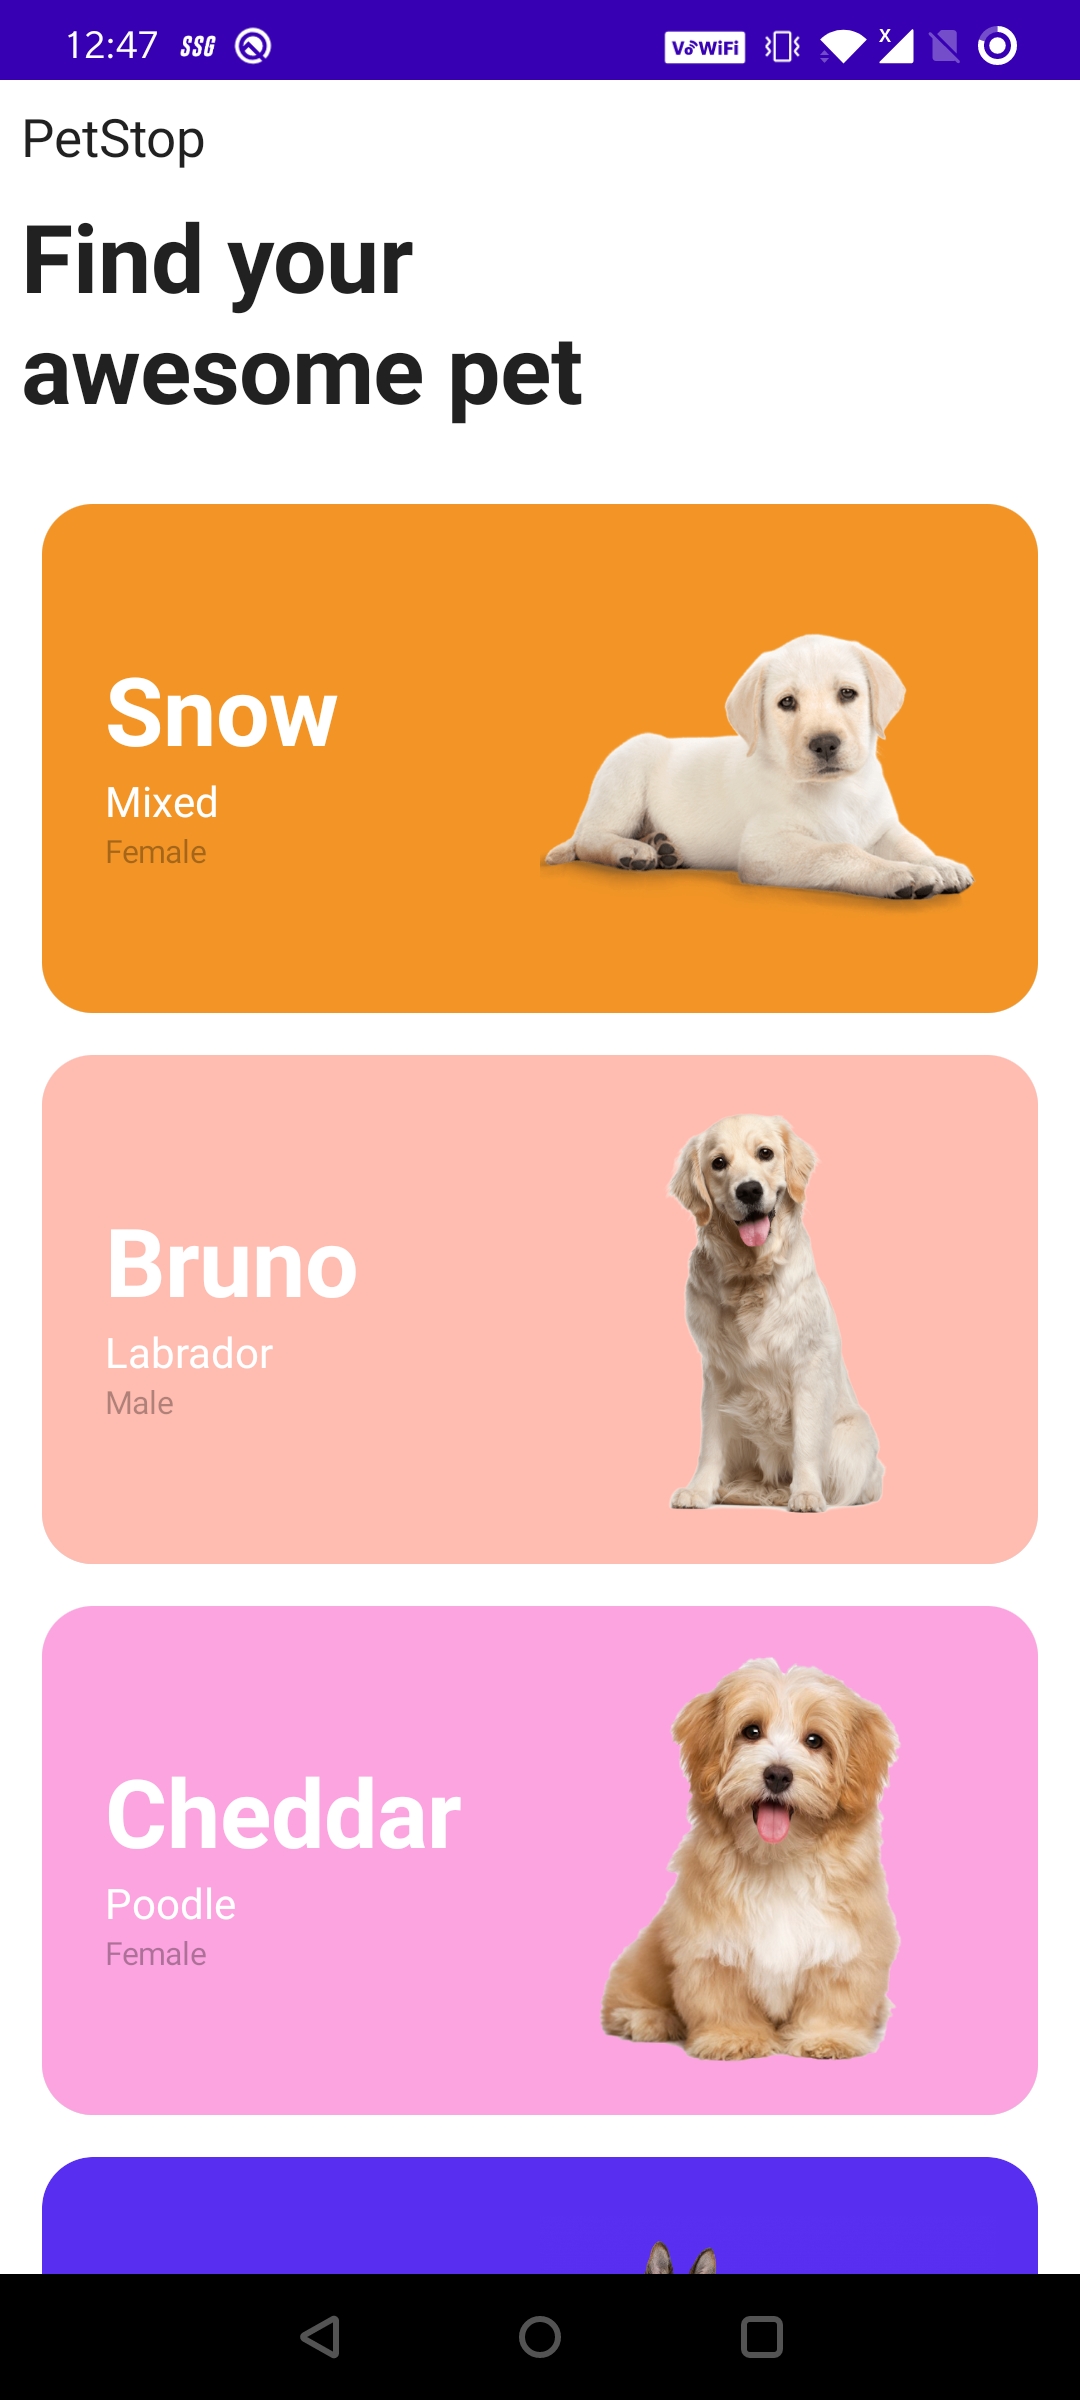 12:47 SSG VoWiFi X
PetStop
Find your
awesome pet
Snow
Mixed
Female
Bruno
Labrador
Male
Cheddar
Poodle
Female